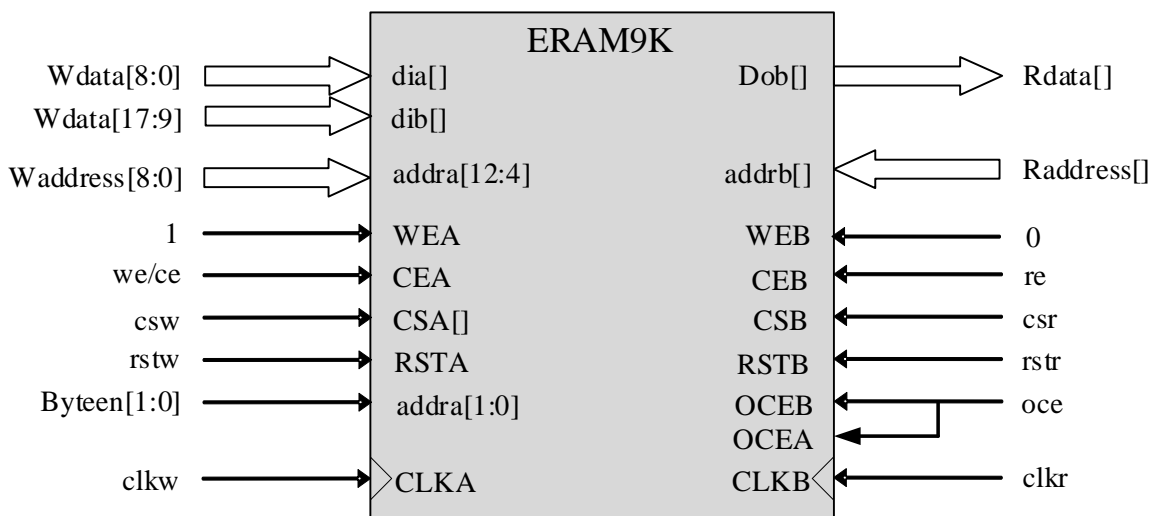 ERAM9K
Wdata[8:0] dia[] Dob[] Rdata[]
Wdata[17:9] dib[]
Waddress[8:0] addra[12:4] addrb[] Raddress[]
1 WEA WEB 0
we/ce CEA CEB re
csw CSA[] CSB csr
rstw RSTA RSTB rstr
Byteen[1:0] addra[1:0] OCEB oce
OCEA
clkw CLKA CLKB clkr